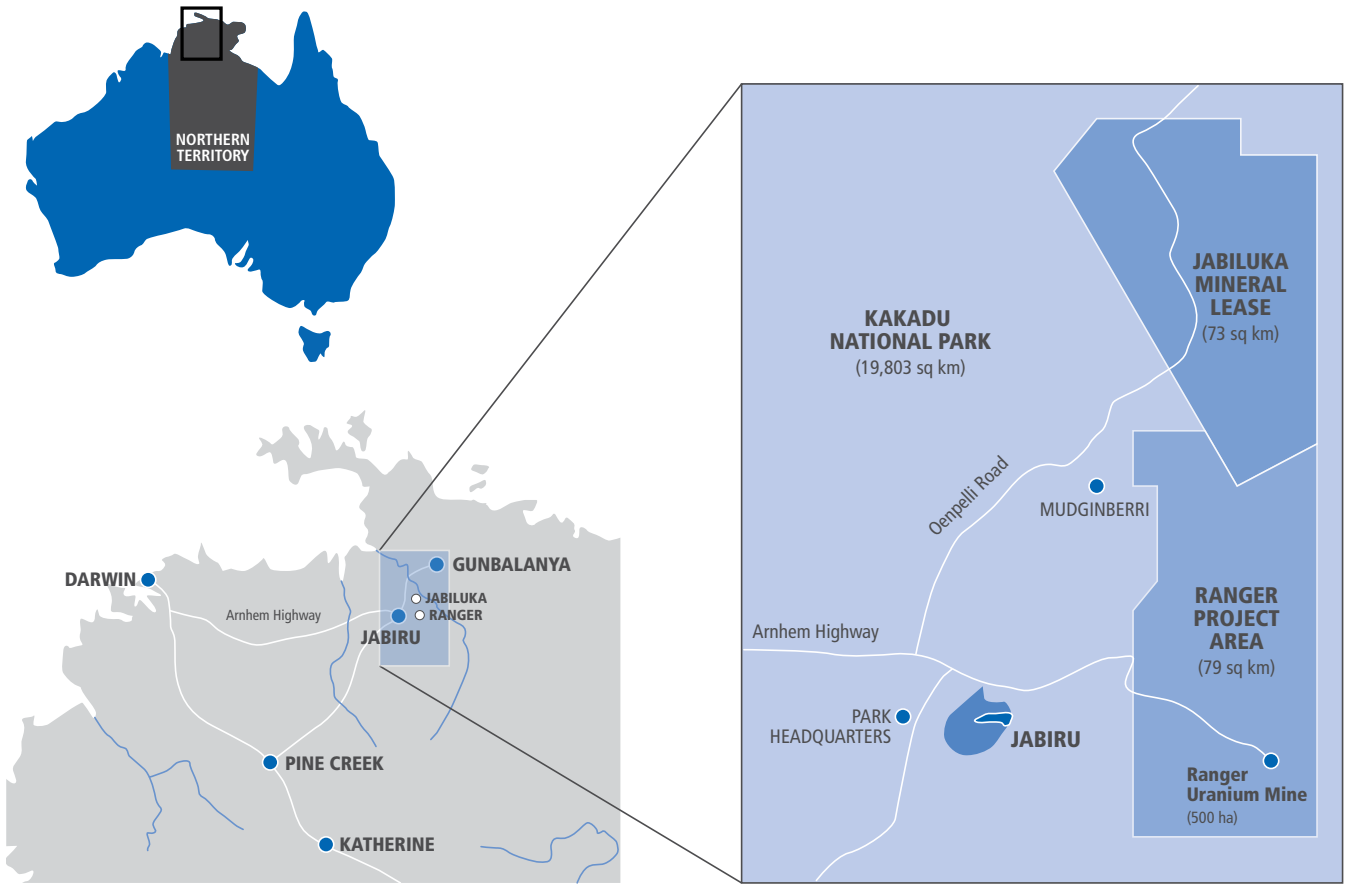 NORTHERN
TERRITORY
DARWIN
Arnhem Highway
GUNBALANYA
JABILUKA
RANGER
JABIRU
PINE CREEK
KATHERINE
JABILUKA
MINERAL
LEASE
(73 sq km)
KAKADU
NATIONAL PARK
(19,803 sq km)
Oenpelli Road
MUDGINBERRI
RANGER
PROJECT
AREA
(79 sq km)
Arnhem Highway
PARK
HEADQUARTERS
JABIRU
Ranger
Uranium Mine
(500 ha)